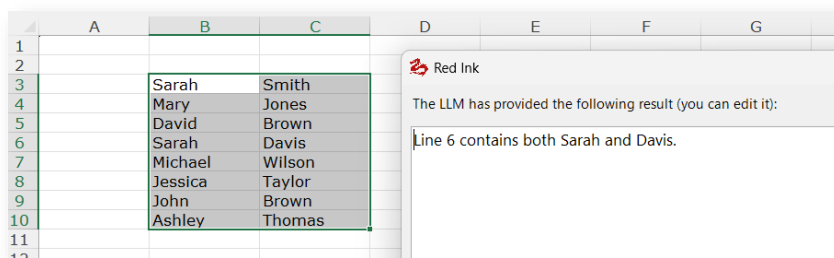 A B C D E F G
1
2
3 Sarah Smith
4 Mary Jones
5 David Brown
6 Sarah Davis
7 Michael Wilson
8 Jessica Taylor
9 John Brown
10 Ashley Thomas
11
12
Red Ink
The LLM has provided the following result (you can edit it):
Line 6 contains both Sarah and Davis.